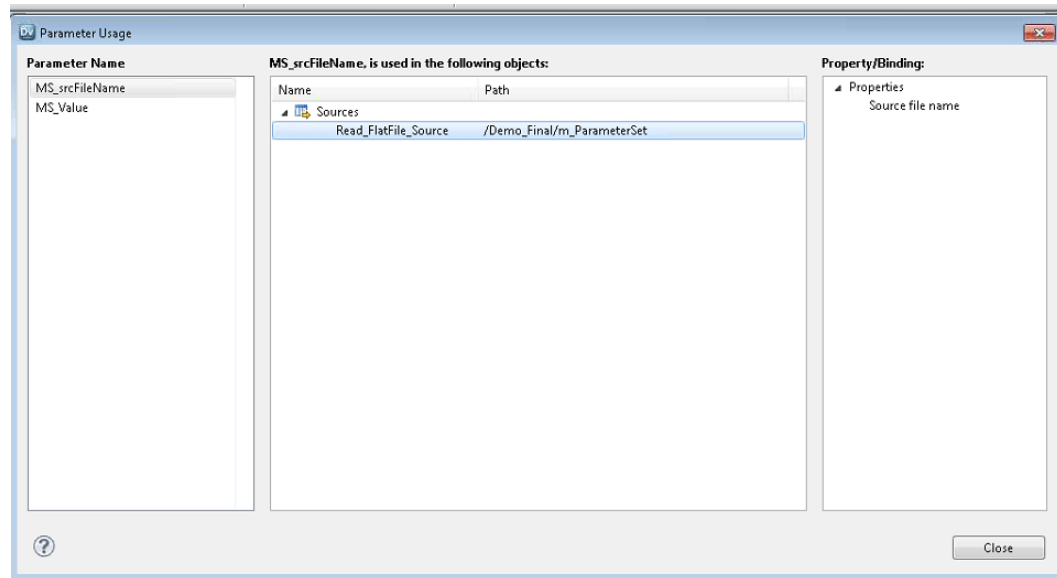 Dv Parameter Usage
Parameter Name
MS_srcFileName
MS_Value
MS_srcFileName, is used in the following objects:
Name Path
Sources
Read_FlatFile_Source /Demo_Final/m_ParameterSet
Property/Binding:
Properties
Source file name
?
Close